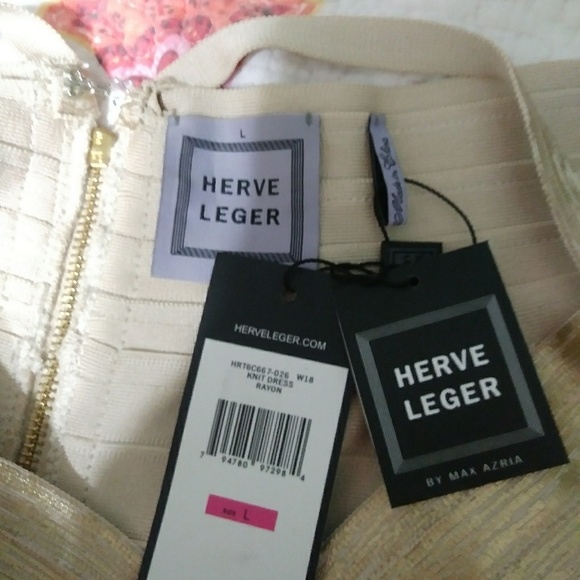 L
HERVE
LEGER
HERVELEGER.COM
HRT6C667-026 W18
KNIT DRESS
RAYON
7 94780 97298 4
SIZE L
HERVE
LEGER
BY MAX AZRIA